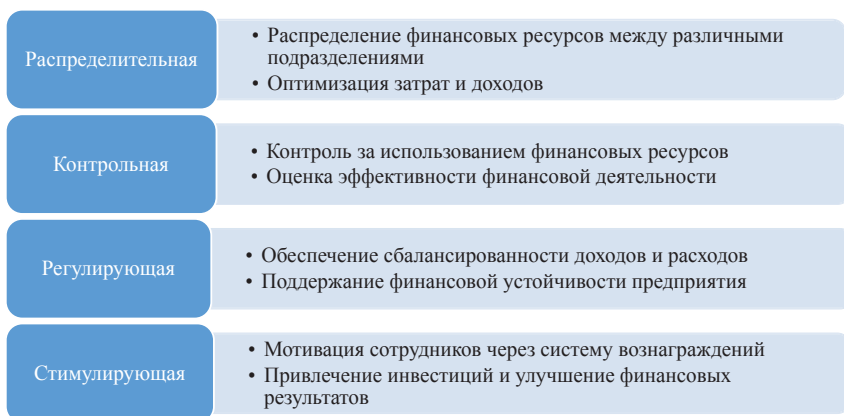 Распределительная
• Распределение финансовых ресурсов между различными
подразделениями
• Оптимизация затрат и доходов
Контрольная
• Контроль за использованием финансовых ресурсов
• Оценка эффективности финансовой деятельности
Регулирующая
• Обеспечение сбалансированности доходов и расходов
• Поддержание финансовой устойчивости предприятия
Стимулирующая
• Мотивация сотрудников через систему вознаграждений
• Привлечение инвестиций и улучшение финансовых
результатов